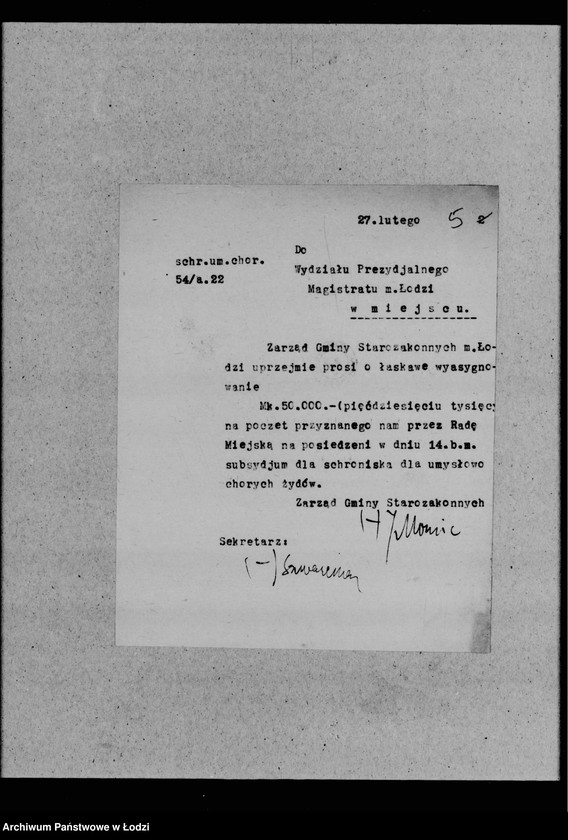 27.lutego 5 2
schr.um.chor.
54/a.22
Do
Wydziału Prezydjalnego
Magistratu m.Łodzi
w miejscu.
Zarząd Gminy Starozakonnych m.Ło-
dzi uprzejmie prosi o łaskawe wyasygno-
wanie
Mk.50.000.-(pięćdziesięciu tysięcy
na poczet przyznanego nam przez Radę
Miejską na posiedzeni w dniu 14.b.m.
subsydjum dla schroniska dla umysłowo
chorych żydów.
Zarząd Gminy Starozakonnych
(-)
Sekretarz:
(-)
Archiwum Państwowe w Łodzi